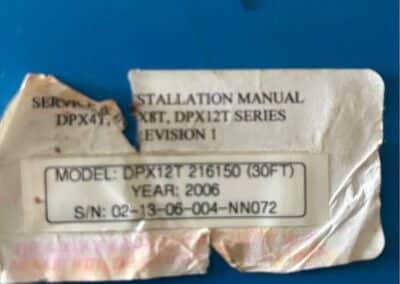 SERVICE STALLATION MANUAL
DPX4T, X8T, DPX12T SERIES
EVISION 1
MODEL: DPX12T 216150 (30FT)
YEAR: 2006
S/N: 02-13-06-004-NN072